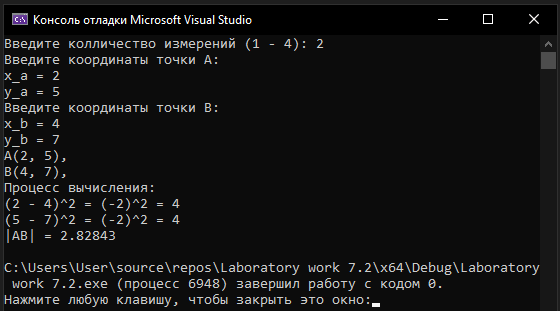 Консоль отладки Microsoft Visual Studio
Введите колличество измерений (1 - 4): 2
Введите координаты точки A:
x_a = 2
y_a = 5
Введите координаты точки B:
x_b = 4
y_b = 7
A(2, 5),
B(4, 7),
Процесс вычисления:
(2 - 4)^2 = (-2)^2 = 4
(5 - 7)^2 = (-2)^2 = 4
|AB| = 2.82843
C:\Users\User\source\repos\Laboratory work 7.2\x64\Debug\Laboratory
work 7.2.exe (процесс 6948) завершил работу с кодом 0.
Нажмите любую клавишу, чтобы закрыть это окно: